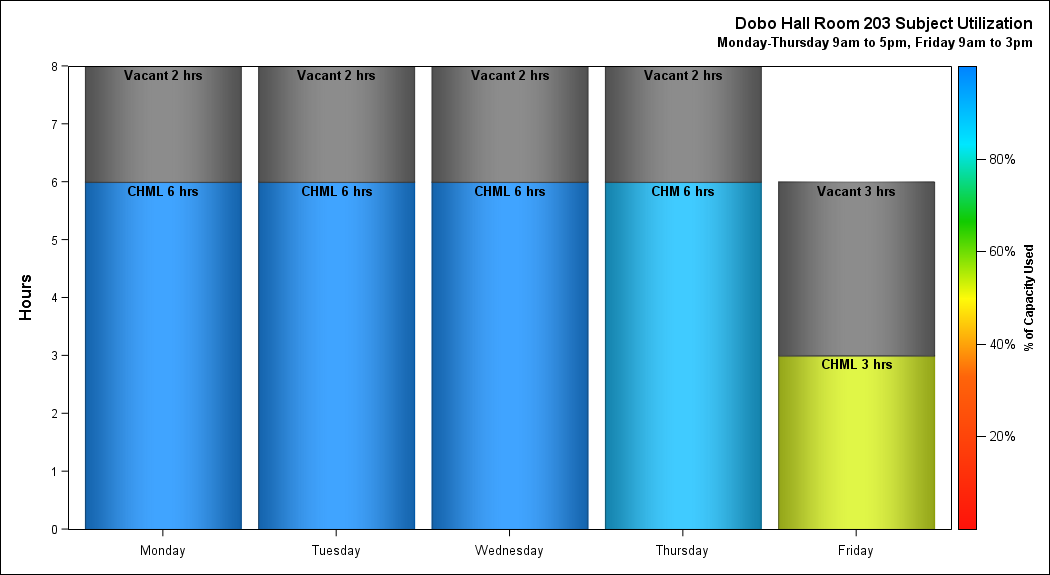 Dobo Hall Room 203 Subject Utilization
Monday-Thursday 9am to 5pm, Friday 9am to 3pm
Hours
8
7
6
5
4
3
2
1
0
Vacant 2 hrs
Vacant 2 hrs
Vacant 2 hrs
Vacant 2 hrs
CHML 6 hrs
CHML 6 hrs
CHML 6 hrs
CHM 6 hrs
Vacant 3 hrs
CHML 3 hrs
Monday
Tuesday
Wednesday
Thursday
Friday
80%
60%
40%
20%
% of Capacity Used